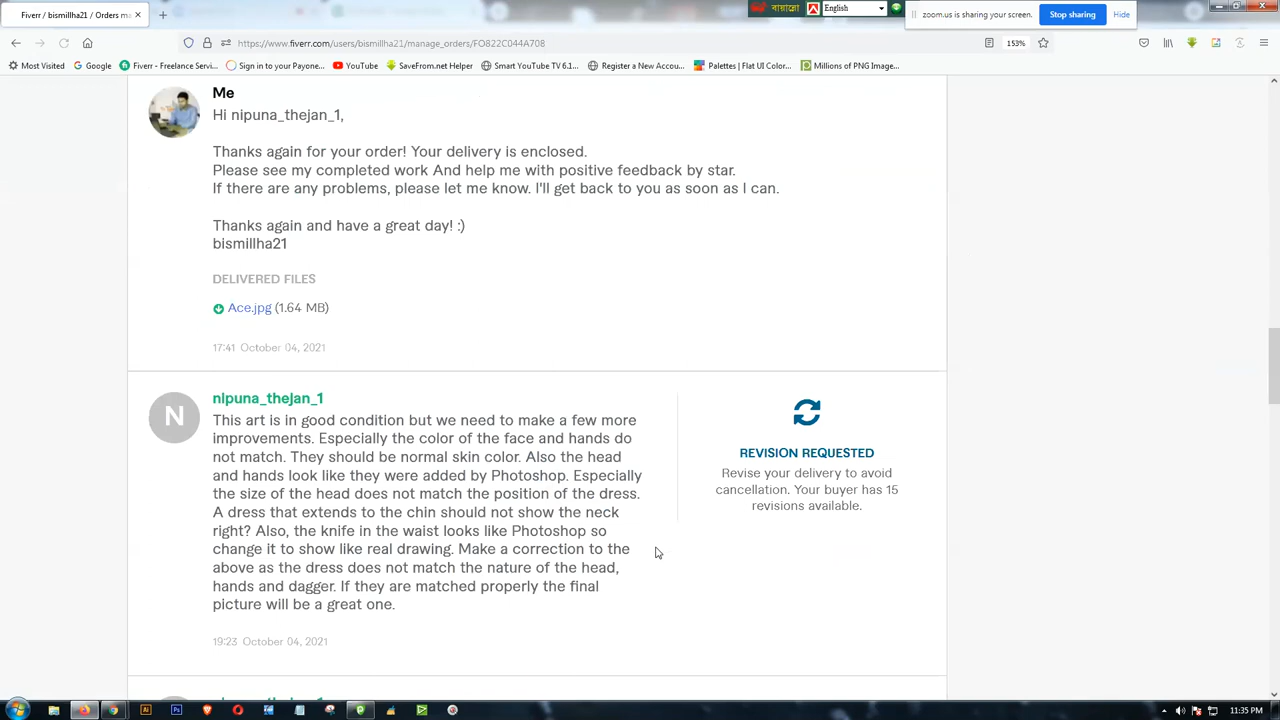 Fiverr / bismillha21 / Orders m
বায়ান্নো
English
zoom.us is sharing your screen.
Stop sharing
Hide
https://www.fiverr.com/users/bismillha21/manage_orders/FO822C044A708
153%
Most Visited
Google
Fiverr - Freelance Servi...
Sign in to your Payone...
YouTube
SaveFrom.net Helper
Smart YouTube TV 6.1...
Register a New Accou...
Palettes | Flat UI Color...
Millions of PNG Image...
Me
Hi nipuna_thejan_1,
Thanks again for your order! Your delivery is enclosed.
Please see my completed work And help me with positive feedback by star.
If there are any problems, please let me know. I'll get back to you as soon as I can.
Thanks again and have a great day! :)
bismillha21
DELIVERED FILES
Ace.jpg (1.64 MB)
17:41 October 04, 2021
N
nipuna_thejan_1
This art is in good condition but we need to make a few more
improvements. Especially the color of the face and hands do
not match. They should be normal skin color. Also the head
and hands look like they were added by Photoshop. Especially
the size of the head does not match the position of the dress.
A dress that extends to the chin should not show the neck
right? Also, the knife in the waist looks like Photoshop so
change it to show like real drawing. Make a correction to the
above as the dress does not match the nature of the head,
hands and dagger. If they are matched properly the final
picture will be a great one.
19:23 October 04, 2021
REVISION REQUESTED
Revise your delivery to avoid
cancellation. Your buyer has 15
revisions available.
Ai
Ps
11:35 PM